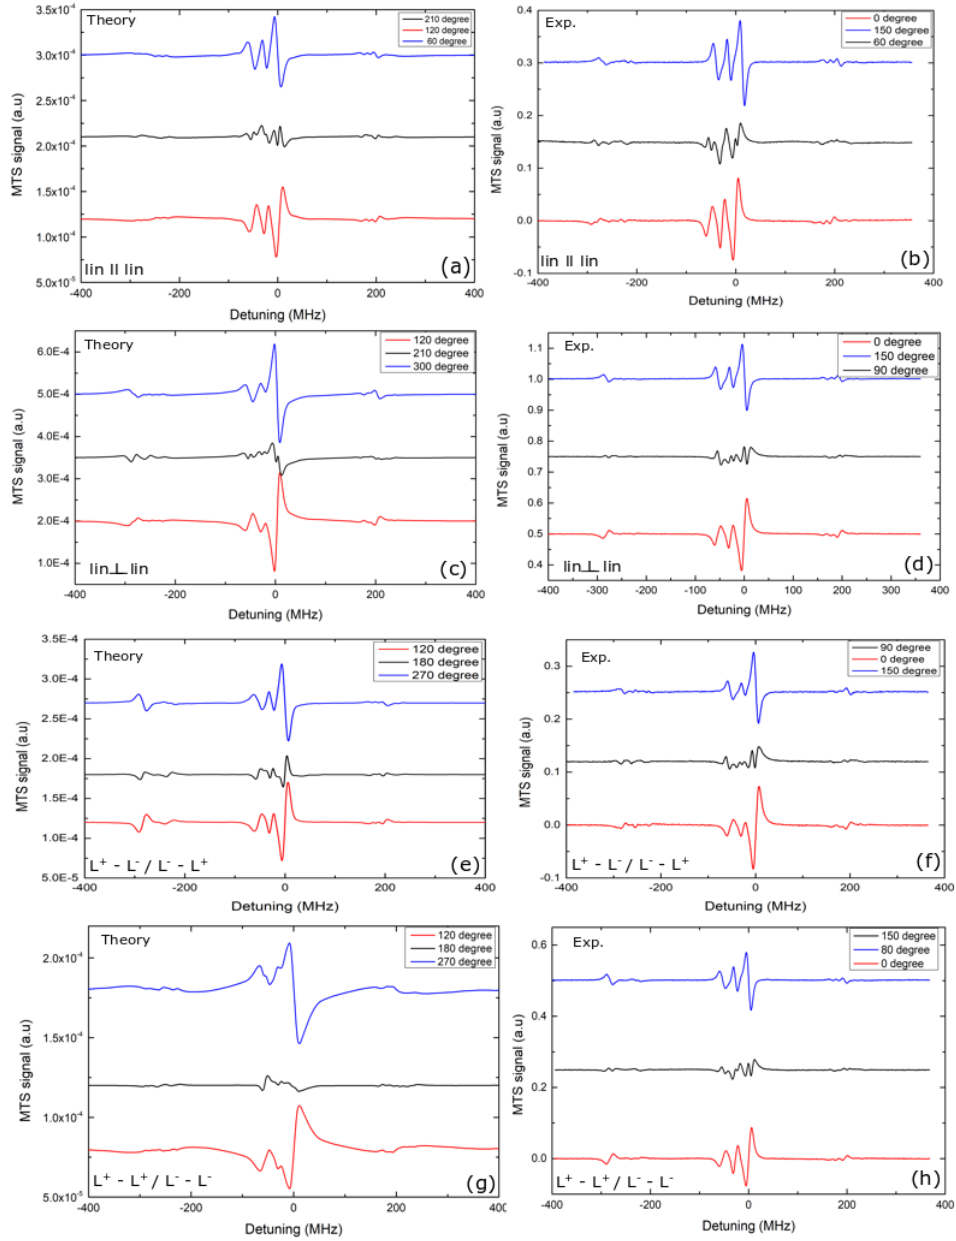 Theory
210 degree
120 degree
60 degree
MTS signal (a.u)
3.5x10-4
3.0x10-4
2.5x10-4
2.0x10-4
1.5x10-4
1.0x10-4
5.0x10-5
lin II lin
(a)
-400 -200 0 200 400
Detuning (MHz)
Exp.
0 degree
150 degree
60 degree
MTS signal (a.u)
0.4
0.3
0.2
0.1
0.0
-0.1
lin II lin
(b)
-400 -200 0 200 400
Detuning (MHz)
Theory
120 degree
210 degree
300 degree
MTS signal (a.u)
6.0E-4
5.0E-4
4.0E-4
3.0E-4
2.0E-4
1.0E-4
lin⊥ lin
(c)
-400 -200 0 200 400
Detuning (MHz)
Exp.
0 degree
150 degree
90 degree
MTS signal (a.u)
1.1
1.0
0.9
0.8
0.7
0.6
0.5
0.4
lin⊥ lin
(d)
-400 -300 -200 -100 0 100 200 300 400
Detuning (MHz)
Theory
120 degree
180 degree
270 degree
MTS signal (a.u)
3.5E-4
3.0E-4
2.5E-4
2.0E-4
1.5E-4
1.0E-4
5.0E-5
L+ - L- / L- - L+
(e)
-400 -200 0 200 400
Detuning (MHz)
Exp.
90 degree
0 degree
150 degree
MTS signal (a.u)
0.3
0.2
0.1
0.0
-0.1
L+ - L- / L- - L+
(f)
-400 -200 0 200 400
Detuning (MHz)
Theory
120 degree
180 degree
270 degree
MTS signal (a.u)
2.0x10-4
1.5x10-4
1.0x10-4
5.0x10-5
L+ - L+ / L- - L-
(g)
-400 -200 0 200 400
Detuning (MHz)
Exp.
150 degree
80 degree
0 degree
MTS signal (a.u)
0.6
0.4
0.2
0.0
L+ - L+ / L- - L-
(h)
-400 -200 0 200 400
Detuning (MHz)